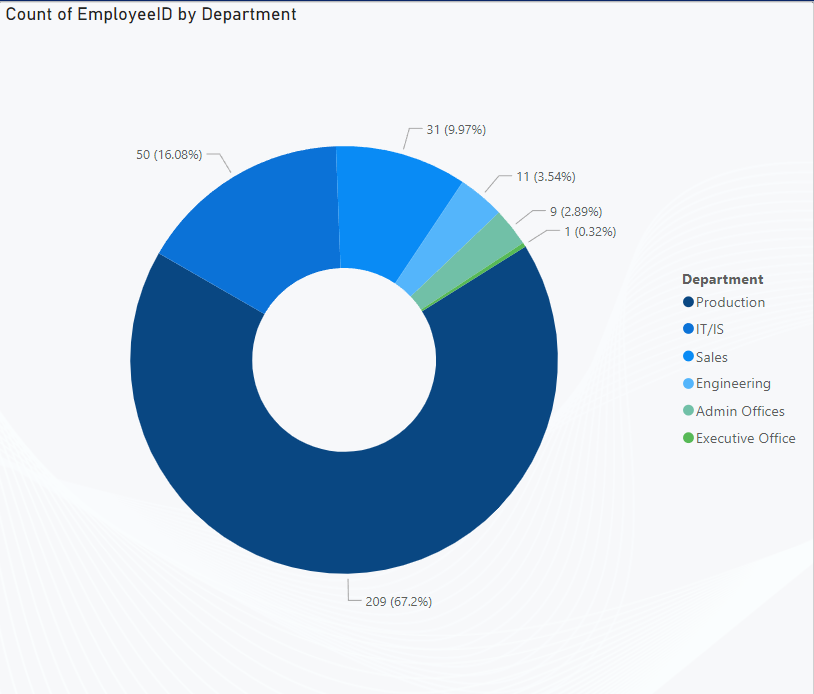 Count of EmployeeID by Department
31 (9.97%)
50 (16.08%)
11 (3.54%)
9 (2.89%)
1 (0.32%)
Department
Production
IT/IS
Sales
Engineering
Admin Offices
Executive Office
209 (67.2%)